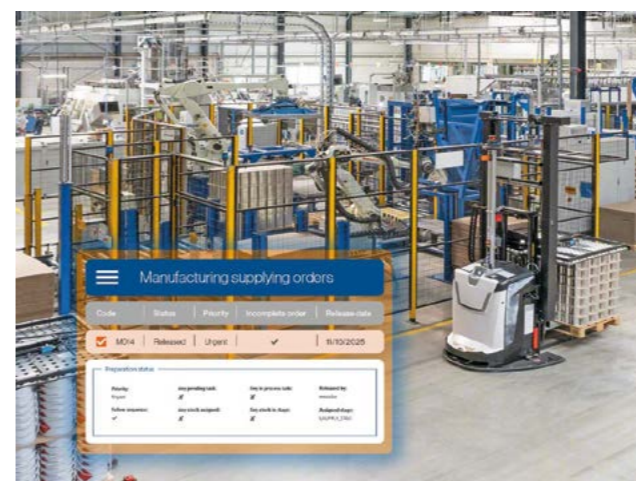 Manufacturing supplying orders
Code Status Priority Incomplete order Release date
M014 Released Urgent ✓ 11/10/2025
Preparation status
Priority: Any pending task: Any in process task: Released by:
Urgent ✗ ✗
Follow sequence: Any stock assigned: Any stock in stage: Assigned stage:
✓ ✗ ✗